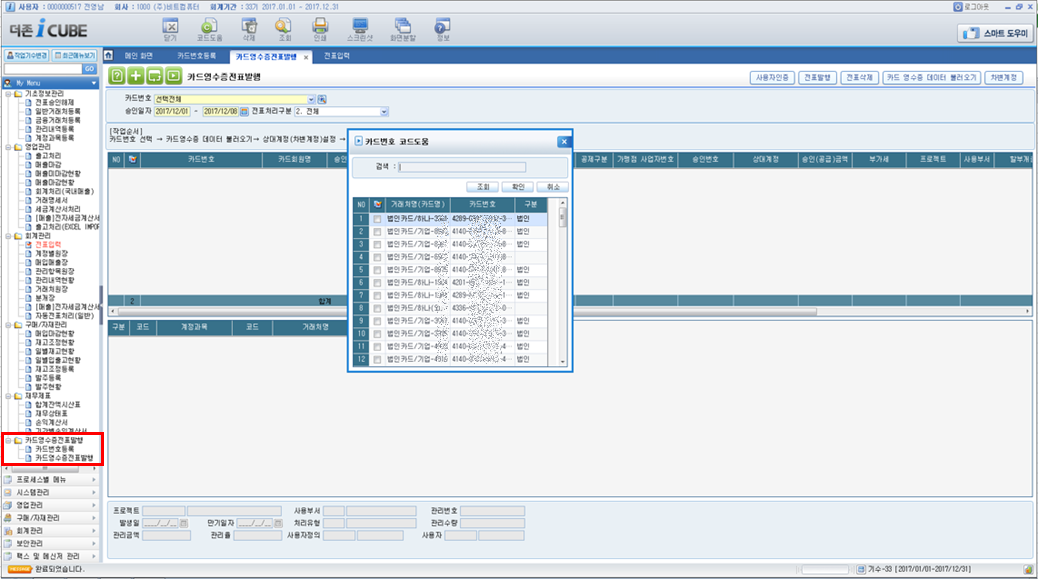 사용자 : 0000000517 전영남 회사 : 1000 (주)비트컴퓨터 회계기간 : 33기 2017.01.01 - 2017.12.31 로그아웃
더존 iCUBE
닫기 코드도움 삭제 조회 인쇄 스크린샷 화면분할 정보
스마트 도우미
작업기수변경 최근메뉴보기
GO
메인 화면 카드번호등록 카드영수증전표발행 전표입력
My Menu
기초정보관리
전표승인해제
일반거래처등록
금융거래처등록
관리내역등록
계정과목등록
영업관리
출고처리
매출마감
매출미마감현황
매출마감현황
회계처리(국내매출)
거래명세서
세금계산서처리
[매출]전자세금계산서
출고처리(EXCEL IMPOR
회계관리
전표입력
계정별원장
매입매출장
관리항목원장
관리내역현황
거래처원장
분개장
[매출]전자세금계산서
자동전표처리(일반)
구매/자재관리
매입마감현황
재고조정현황
일별재고현황
일별입출고현황
재고조정등록
발주등록
발주현황
재무제표
합계잔액시산표
재무상태표
손익계산서
기간별손익계산서
카드영수증전표발행
카드번호등록
카드영수증전표발행
프로세스별 메뉴
시스템관리
영업관리
구매/자재관리
회계관리
보안관리
팩스 및 메신저 관리
카드영수증전표발행
사용자인증 전표발행 전표삭제 카드 영수증 데이터 불러오기 차변계정
카드번호 선택전체
승인일자 2017/12/01 - 2017/12/08 전표처리구분 2. 전체
[작업순서]
카드번호 선택 → 카드영수증 데이터 불러오기→ 상대계정(차변계정)설정 →
NO 카드번호 카드회원명 승인 공제구분 가맹점 사업자번호 승인번호 상대계정 승인(공급)금액 부가세 프로젝트 사용부서
2 합계
구분 코드 계정과목 코드 거래처명
카드번호 코드도움
검색 :
조회 확인 취소
NO 거래처명(카드명) 카드번호 구분
1 법인카드/하나- 4289- 법인
2 법인카드/기업- 4140- 법인
3 법인카드/기업- 4140- 법인
4 법인카드/기업- 4140-
5 법인카드/기업- 4140- 법인
6 법인카드/하나- 4201- 법인
7 법인카드/하나- 4289- 법인
8 법인카드/하나(일) 4336-
9 법인카드/기업- 4140- 법인
10 법인카드/기업- 4140- 법인
11 법인카드/기업- 4140- 법인
12 법인카드/기업- 4140- 법인
프로젝트 사용부서 관리번호
발생일 ____/__/__ 만기일자 ____/__/__ 처리유형 관리수량
관리금액 관리율 사용자정의 사용자
MESSAGE 완료되었습니다. 기수-33 [2017/01/01-2017/12/31]